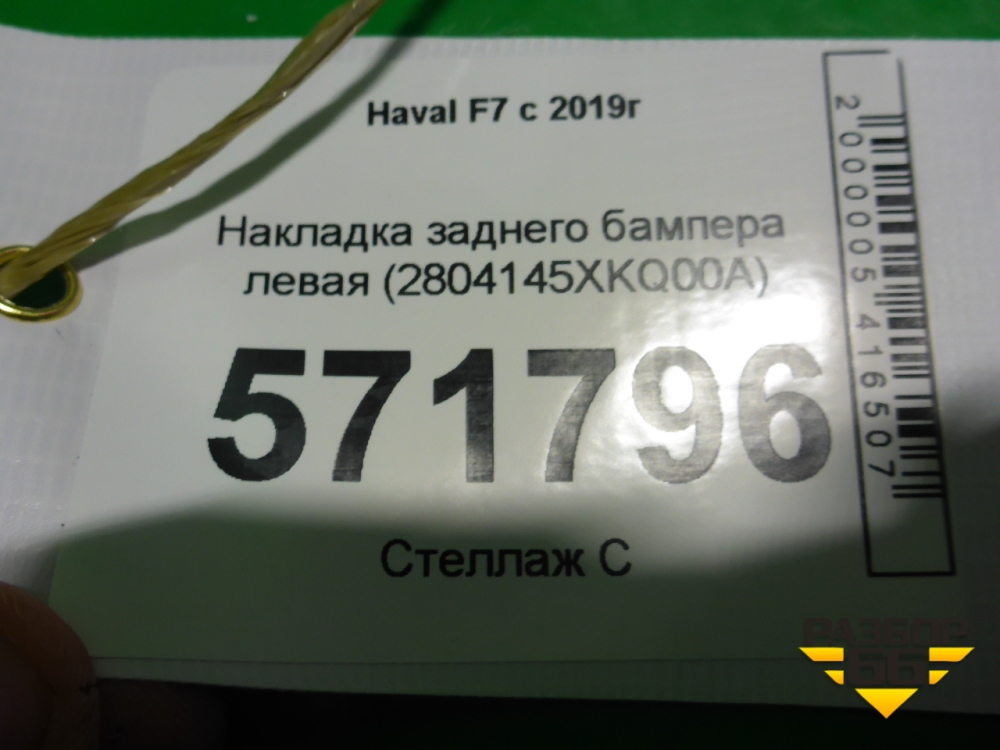 Haval F7 с 2019г
Накладка заднего бампера
левая (2804145XKQ00A)
571796
Стеллаж С
2000005416507
РАЗБОР
66